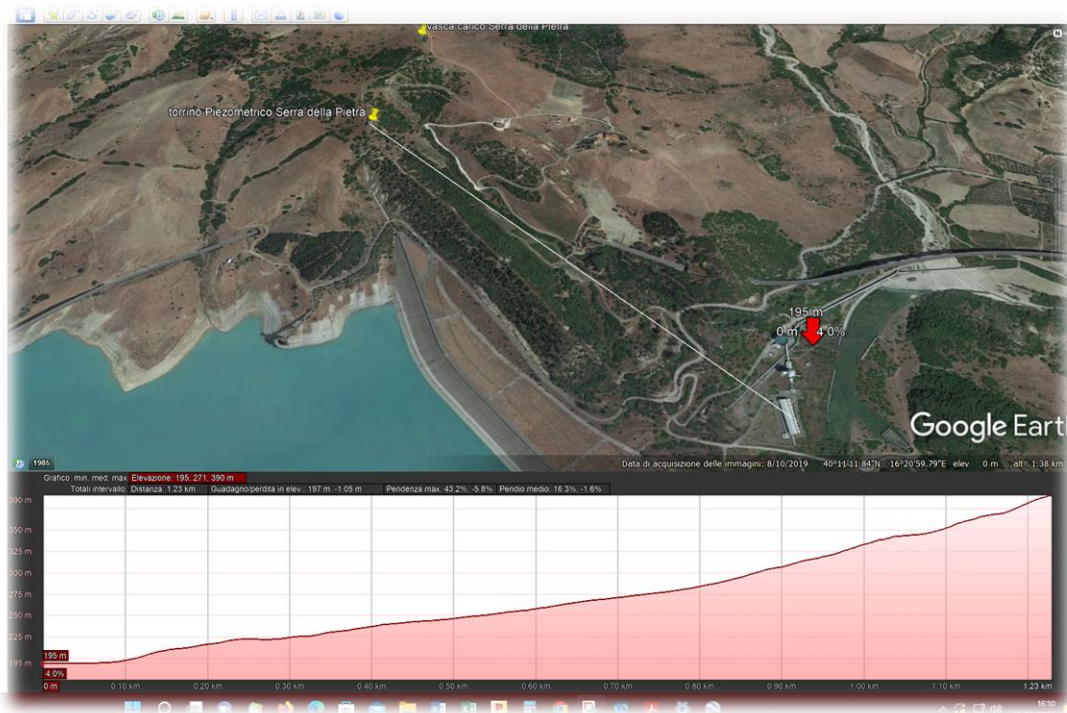 vasca carico Serra della Pietra
torrino Piezometrico Serra della Pietra
195 m
0 m 4.0%
Google Eart
1985
Data di acquisizione delle immagini: 8/10/2019 40°11'11.84"N 16°20'59.79"E elev 0 m alt. 1.38 km
Grafico: min, med, max Elevazione: 195, 271, 390 m
Totali intervallo: Distanza: 1.23 km Guadagno/perdita in elev.: 197 m, -1.05 m Pendenza max: 43.2%, -5.8% Pendio medio: 16.3%, -1.6%
390 m
350 m
325 m
300 m
275 m
250 m
225 m
195 m
195 m
4.0%
0 m 0.10 km 0.20 km 0.30 km 0.40 km 0.50 km 0.60 km 0.70 km 0.80 km 0.90 km 1.00 km 1.10 km 1.23 km
16:10